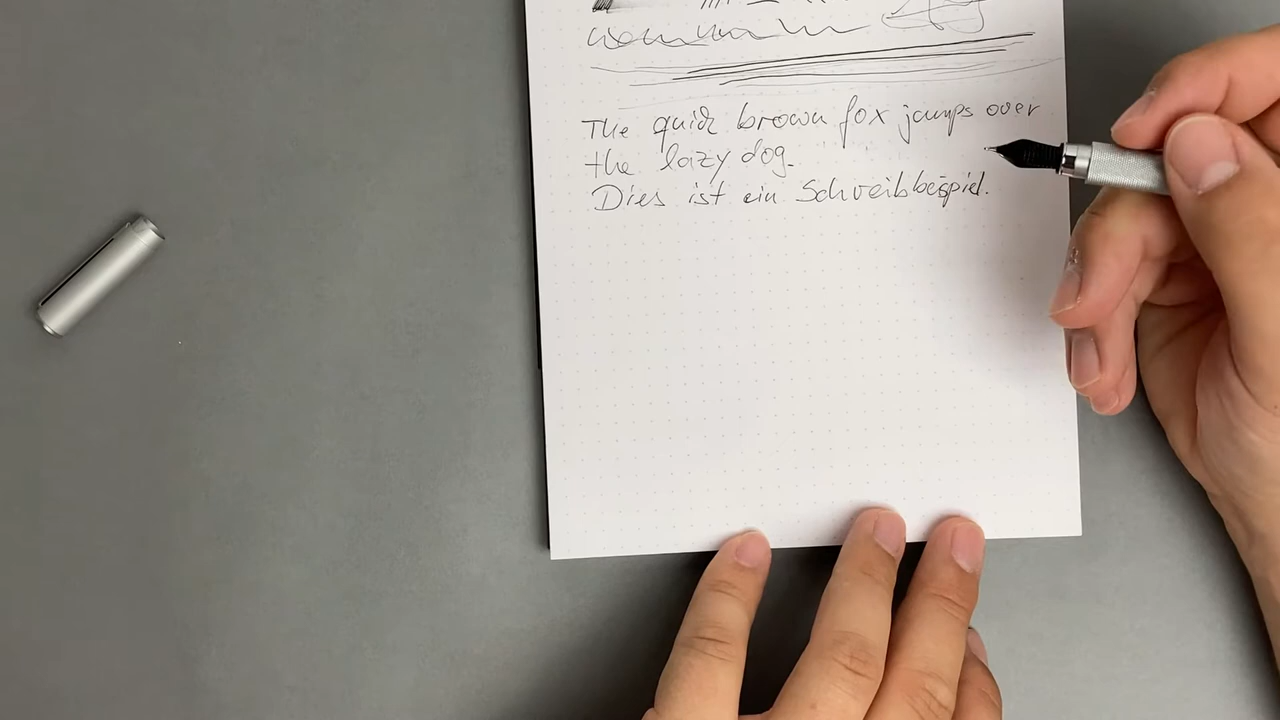 The quick brown fox jumps over
the lazy dog.
Dies ist ein Schreibbeispiel.